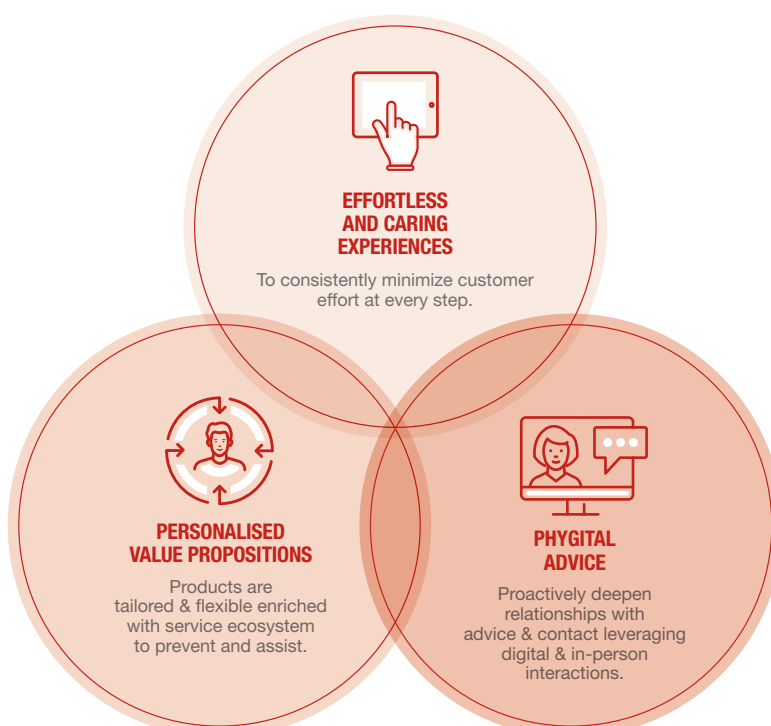 EFFORTLESS
AND CARING
EXPERIENCES
To consistently minimize customer
effort at every step.
PERSONALISED
VALUE PROPOSITIONS
Products are
tailored & flexible enriched
with service ecosystem
to prevent and assist.
PHYGITAL
ADVICE
Proactively deepen
relationships with
advice & contact leveraging
digital & in-person
interactions.